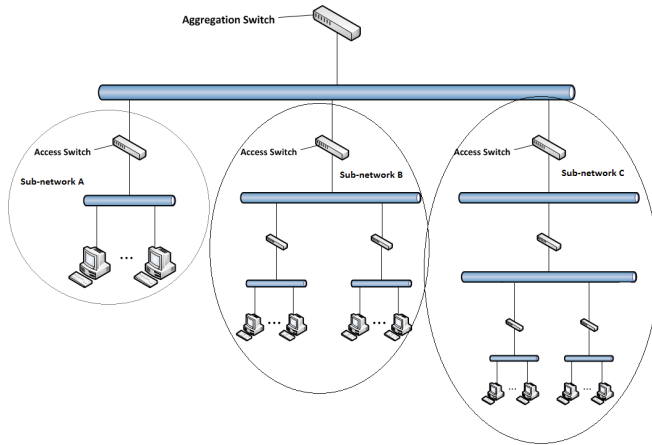 Aggregation Switch
Access Switch
Access Switch
Access Switch
Sub-network A
Sub-network B
Sub-network C
...
...
...
...
...